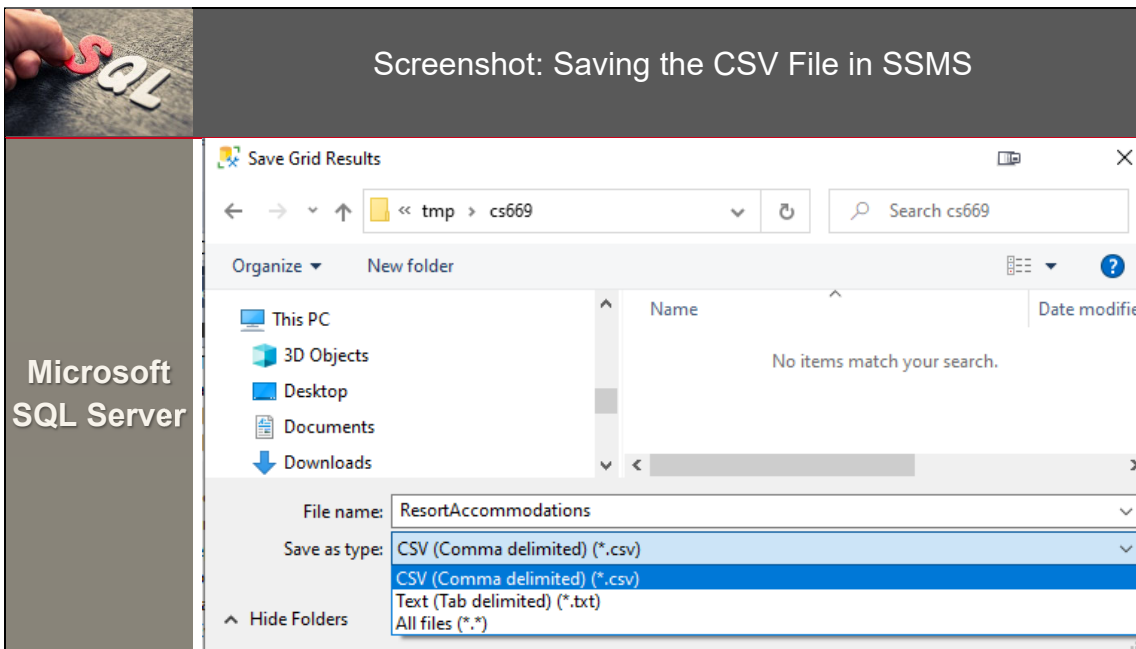 SQL
Screenshot: Saving the CSV File in SSMS
Microsoft
SQL Server
Save Grid Results
« tmp › cs669
Search cs669
Organize
New folder
This PC
3D Objects
Desktop
Documents
Downloads
Name
Date modifie
No items match your search.
File name: ResortAccommodations
Save as type: CSV (Comma delimited) (*.csv)
CSV (Comma delimited) (*.csv)
Text (Tab delimited) (*.txt)
All files (*.*)
Hide Folders